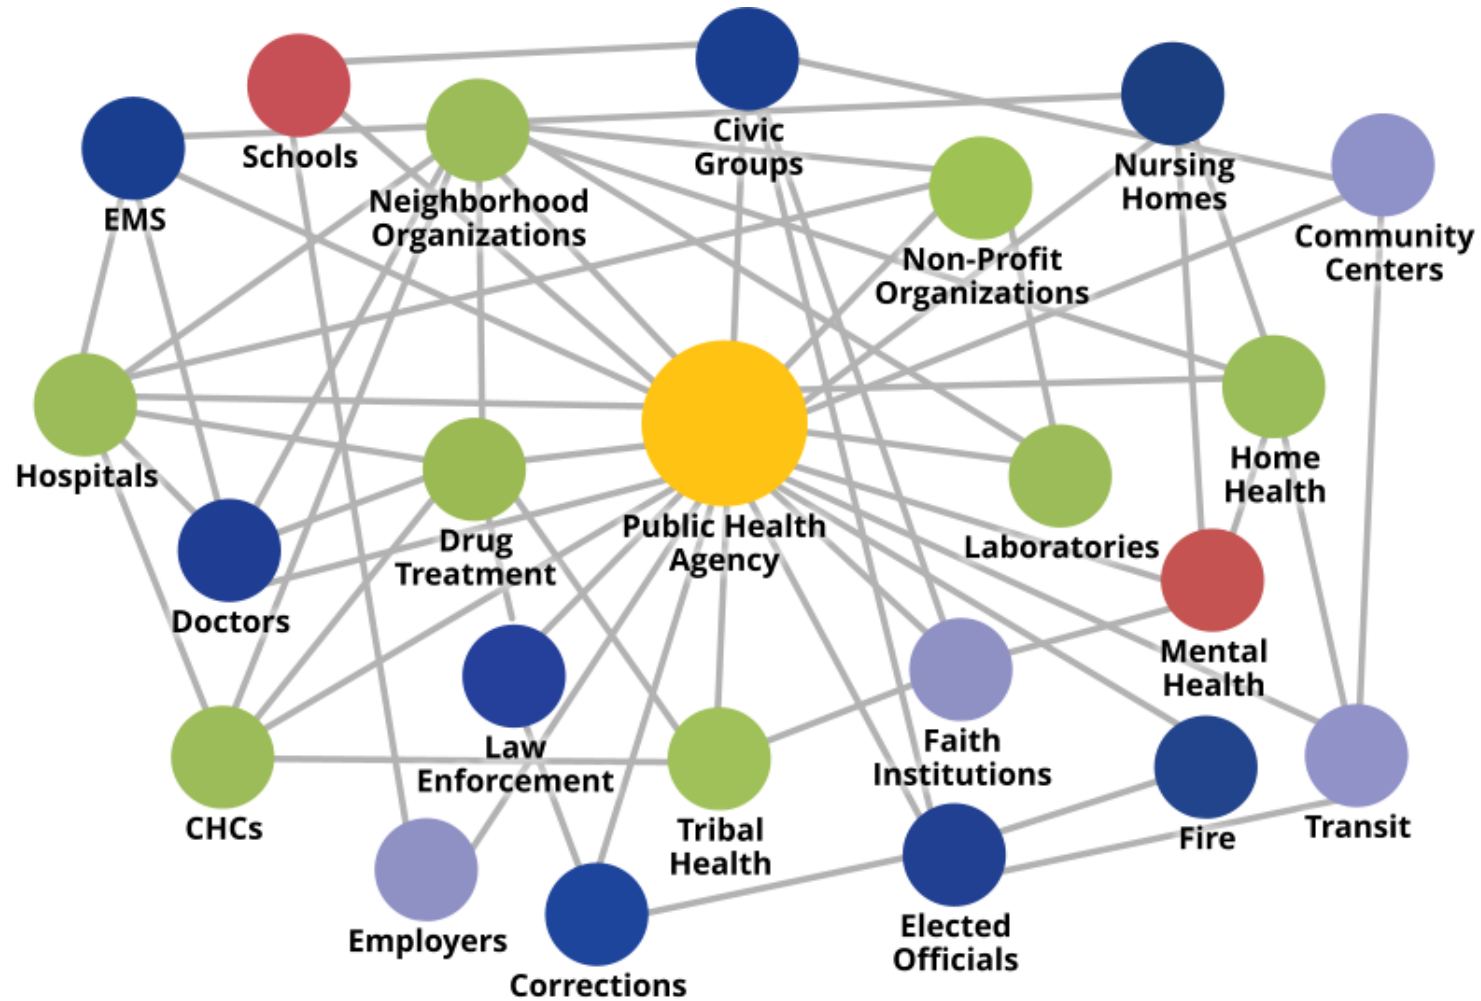 Schools
EMS
Neighborhood
Organizations
Civic
Groups
Nursing
Homes
Community
Centers
Non-Profit
Organizations
Hospitals
Home
Health
Drug
Treatment
Public Health
Agency
Laboratories
Doctors
Mental
Health
Law
Enforcement
Faith
Institutions
CHCs
Tribal
Health
Fire
Transit
Employers
Corrections
Elected
Officials